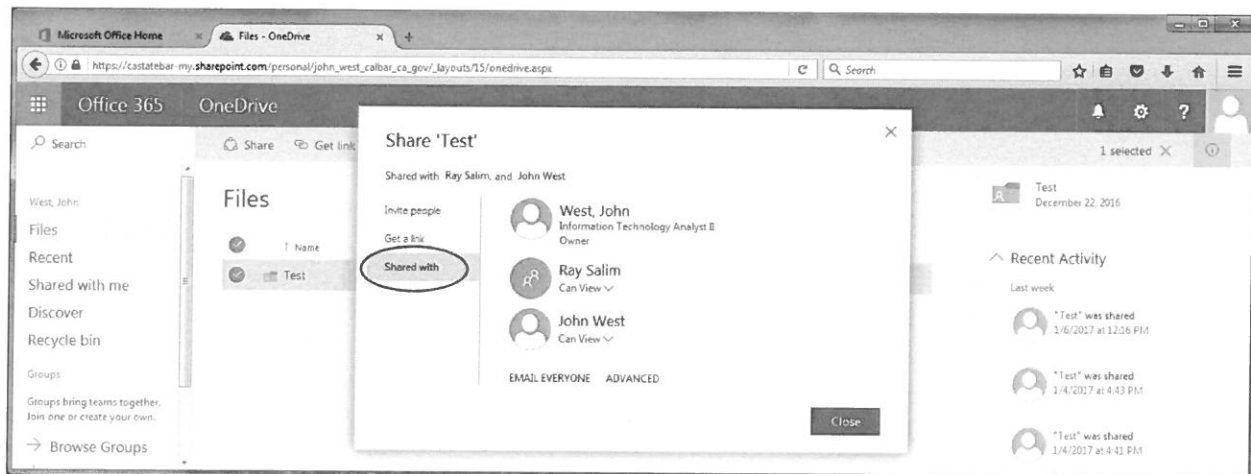 Microsoft Office Home
Files - OneDrive
https://castatebar-my.sharepoint.com/personal/john_west_calbar_ca_gov/_layouts/15/onedrive.aspx
Search
Office 365
OneDrive
?
Search
Share
Get link
1 selected
West, John
Files
Recent
Shared with me
Discover
Recycle bin
Groups
Groups bring teams together.
Join one or create your own.
Browse Groups
Files
Name
Test
Share 'Test'
Shared with Ray Salim, and John West
Invite people
Get a link
Shared with
West, John
Information Technology Analyst II
Owner
Ray Salim
Can View
John West
Can View
EMAIL EVERYONE ADVANCED
Close
Test
December 22, 2016
Recent Activity
Last week
"Test" was shared
1/6/2017 at 12:16 PM
"Test" was shared
1/4/2017 at 4:43 PM
"Test" was shared
1/4/2017 at 4:41 PM